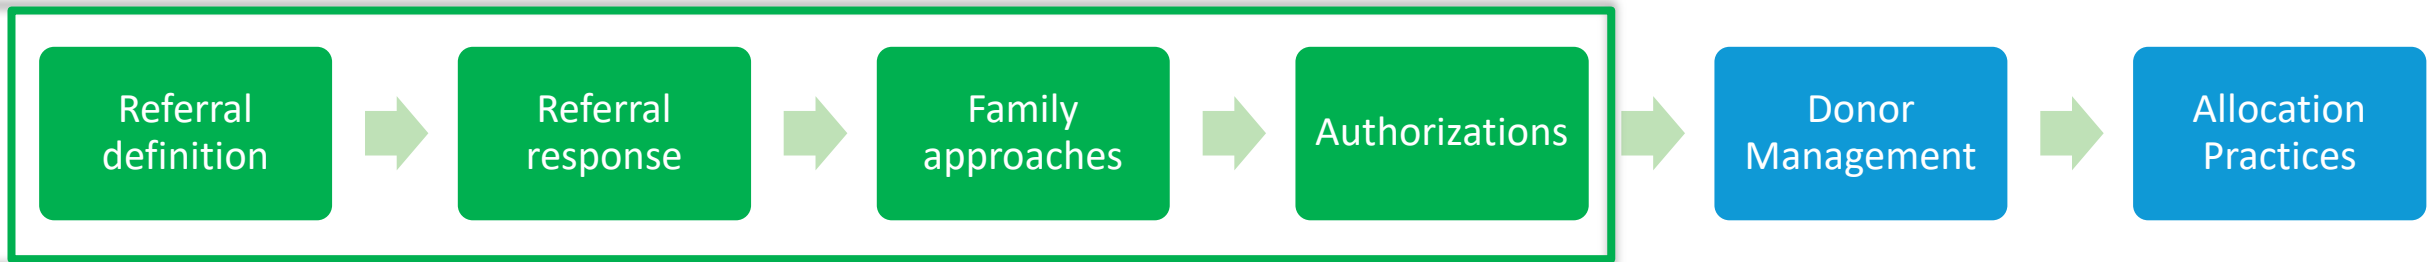 Referral
definition
Referral
response
Family
approaches
Authorizations
Donor
Management
Allocation
Practices